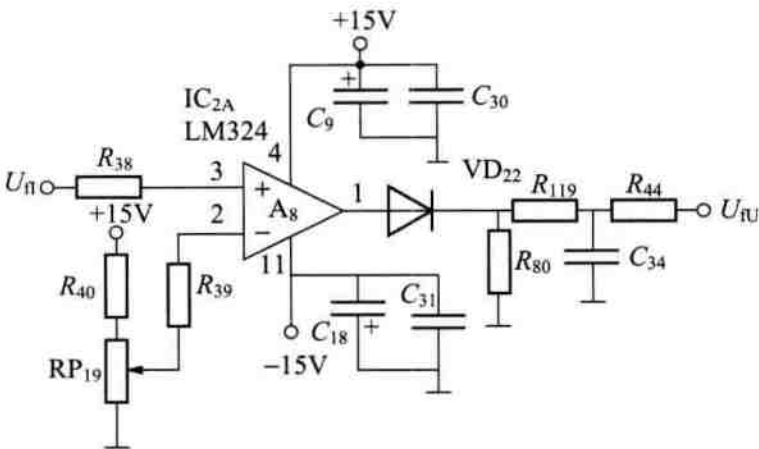 +15V
IC2A
LM324
C9
C30
4
R38
3
Ufi
+
1
VD22
R119
R44
UfU
+15V
2
A8
−
11
R40
R39
R80
C34
C18
+
C31
RP19
−15V
+